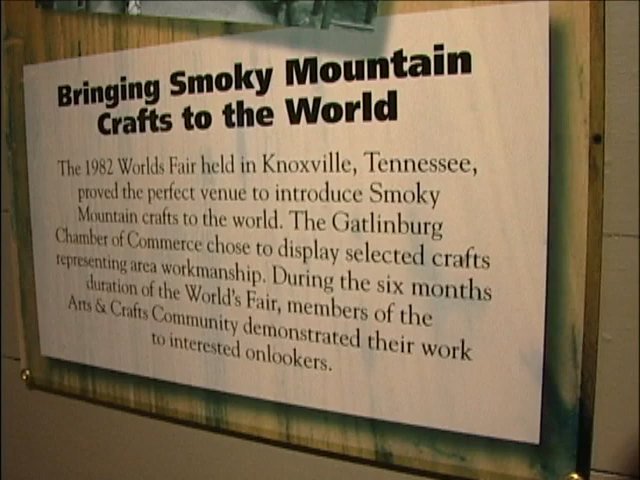 Bringing Smoky Mountain
Crafts to the World
The 1982 Worlds Fair held in Knoxville, Tennessee,
proved the perfect venue to introduce Smoky
Mountain crafts to the world. The Gatlinburg
Chamber of Commerce chose to display selected crafts
representing area workmanship. During the six months
duration of the World's Fair, members of the
Arts & Crafts Community demonstrated their work
to interested onlookers.